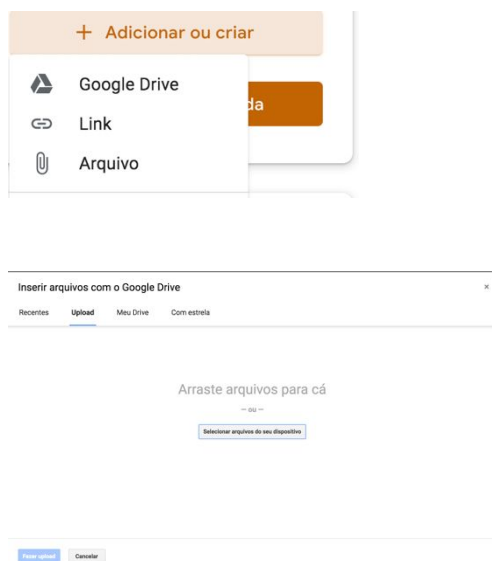 + Adicionar ou criar
Google Drive
Link
da
Arquivo
Inserir arquivos com o Google Drive
×
Recentes Upload Meu Drive Com estrela
Arraste arquivos para cá
— ou —
Selecionar arquivos do seu dispositivo
Fazer upload Cancelar